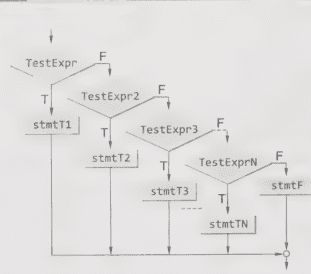 TestExpr
F
T
TestExpr2
F
stmtT1
T
TestExpr3
F
stmtT2
T
TestExprN
F
stmtT3
T
stmtF
stmtTN